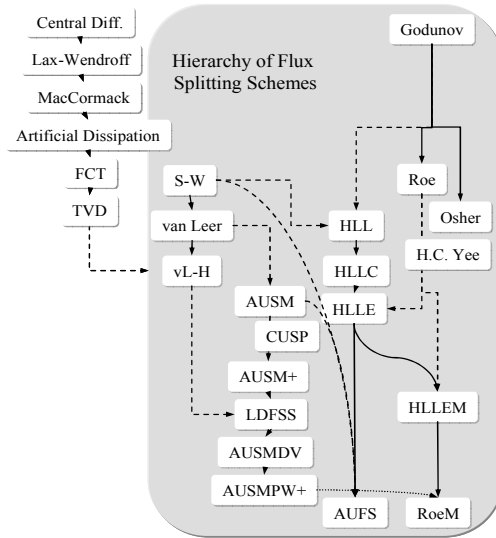 Central Diff.
Lax-Wendroff
MacCormack
Artificial Dissipation
FCT
TVD
Hierarchy of Flux
Splitting Schemes
Godunov
S-W
van Leer
vL-H
AUSM
CUSP
AUSM+
LDFSS
AUSMDV
AUSMPW+
HLL
HLLC
HLLE
AUFS
Roe
Osher
H.C. Yee
HLLEM
RoeM